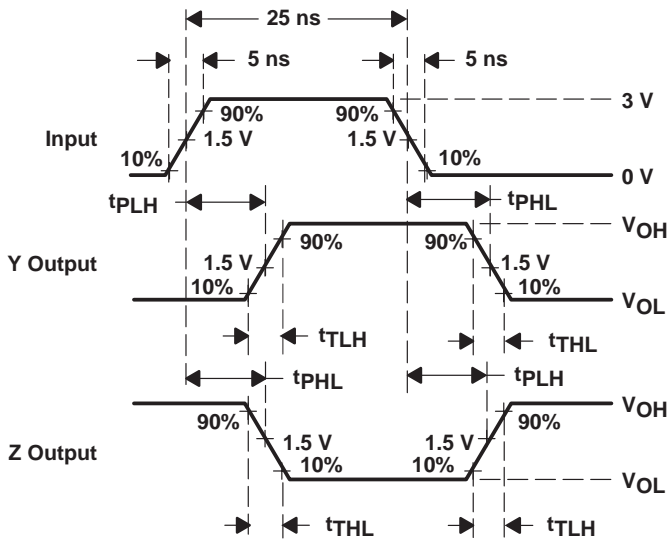 25 ns
5 ns 5 ns
3 V
90% 90%
Input 1.5 V 1.5 V
10% 10%
0 V
tPLH tPHL
VOH
90% 90%
Y Output 1.5 V 1.5 V
10% 10%
VOL
tTLH tTHL
tPHL tPLH
VOH
90% 90%
Z Output 1.5 V 1.5 V
10% 10%
VOL
tTHL tTLH